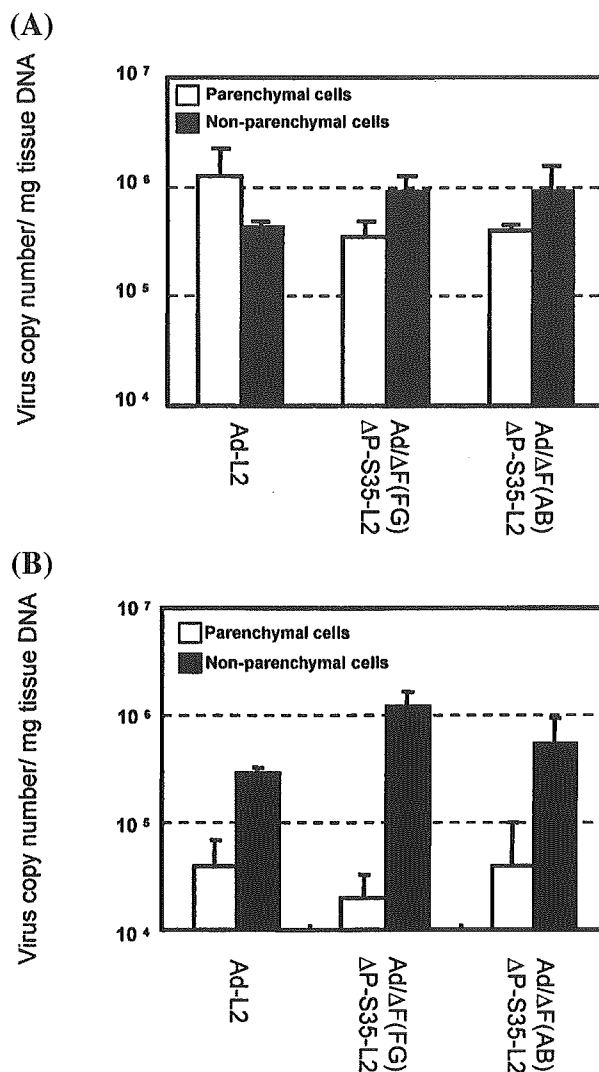 (A)
Virus copy number/ mg tissue DNA
10⁷
10⁶
10⁵
10⁴
Parenchymal cells
Non-parenchymal cells
Ad-L2
Ad/ΔF(FG)
ΔP-S35-L2
Ad/ΔF(AB)
ΔP-S35-L2
(B)
Virus copy number/ mg tissue DNA
10⁷
10⁶
10⁵
10⁴
Parenchymal cells
Non-parenchymal cells
Ad-L2
Ad/ΔF(FG)
ΔP-S35-L2
Ad/ΔF(AB)
ΔP-S35-L2